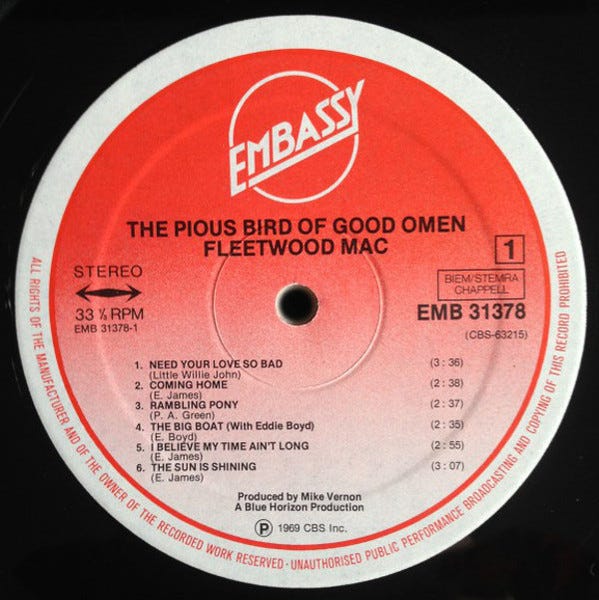 EMBASSY
THE PIOUS BIRD OF GOOD OMEN
FLEETWOOD MAC
STEREO
33 ⅓ RPM
EMB 31378-1
1
BIEM/STEMRA
CHAPPELL
EMB 31378
(CBS-63215)
1. NEED YOUR LOVE SO BAD (3 : 36)
(Little Willie John)
2. COMING HOME (2 : 38)
(E. James)
3. RAMBLING PONY (2 : 37)
(P. A. Green)
4. THE BIG BOAT (With Eddie Boyd) (2 : 35)
(E. Boyd)
5. I BELIEVE MY TIME AIN'T LONG (2 : 55)
(E. James)
6. THE SUN IS SHINING (3 : 07)
(E. James)
Produced by Mike Vernon
A Blue Horizon Production
Ⓟ 1969 CBS Inc.
ALL RIGHTS OF THE MANUFACTURER AND OF THE OWNER OF THE RECORDED WORK RESERVED · UNAUTHORISED PUBLIC PERFORMANCE BROADCASTING AND COPYING OF THIS RECORD PROHIBITED